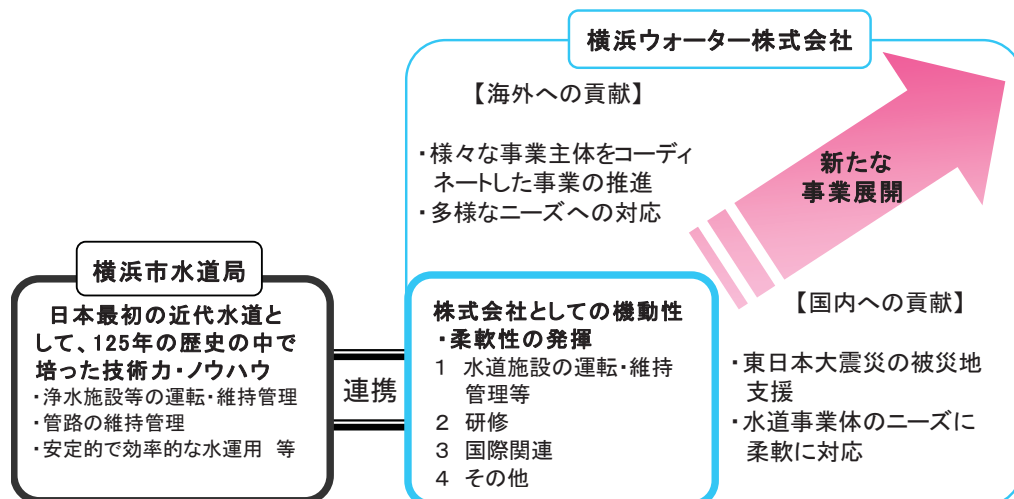 横浜ウォーター株式会社
【海外への貢献】
・様々な事業主体をコーディ
ネートした事業の推進
・多様なニーズへの対応
新たな
事業展開
横浜市水道局
日本最初の近代水道と
して、125年の歴史の中で
培った技術力・ノウハウ
・浄水施設等の運転・維持管理
・管路の維持管理
・安定的で効率的な水運用 等
連携
株式会社としての機動性
・柔軟性の発揮
1 水道施設の運転・維持
管理等
2 研修
3 国際関連
4 その他
【国内への貢献】
・東日本大震災の被災地
支援
・水道事業体のニーズに
柔軟に対応